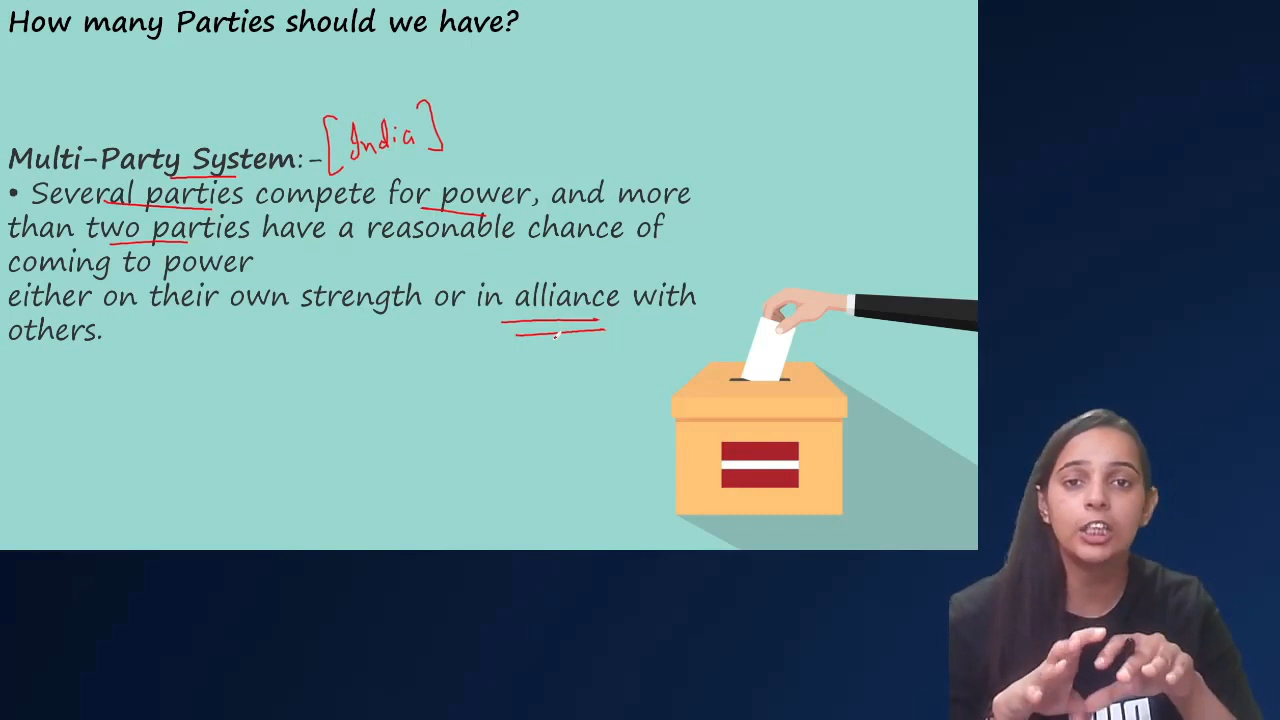 How many Parties should we have?
[India]
Multi-Party System:-
• Several parties compete for power, and more
than two parties have a reasonable chance of
coming to power
either on their own strength or in alliance with
others.